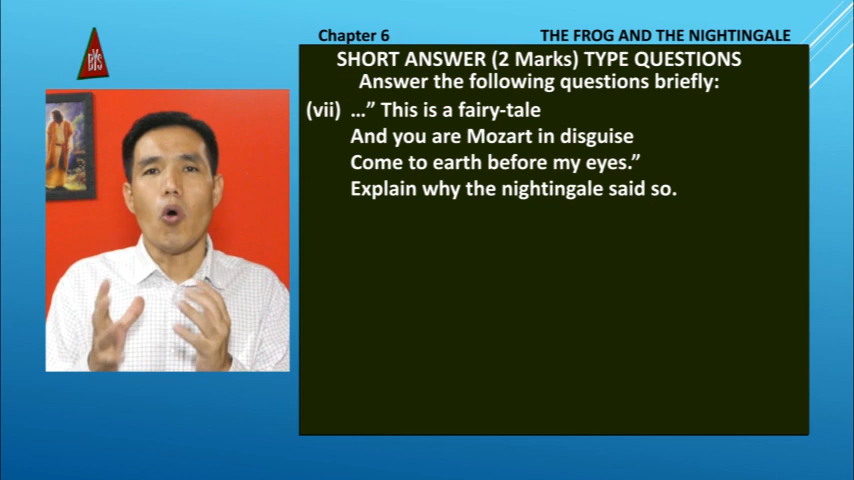 Chapter 6 THE FROG AND THE NIGHTINGALE
BYS
SHORT ANSWER (2 Marks) TYPE QUESTIONS
Answer the following questions briefly:
(vii) ...” This is a fairy-tale
And you are Mozart in disguise
Come to earth before my eyes.”
Explain why the nightingale said so.